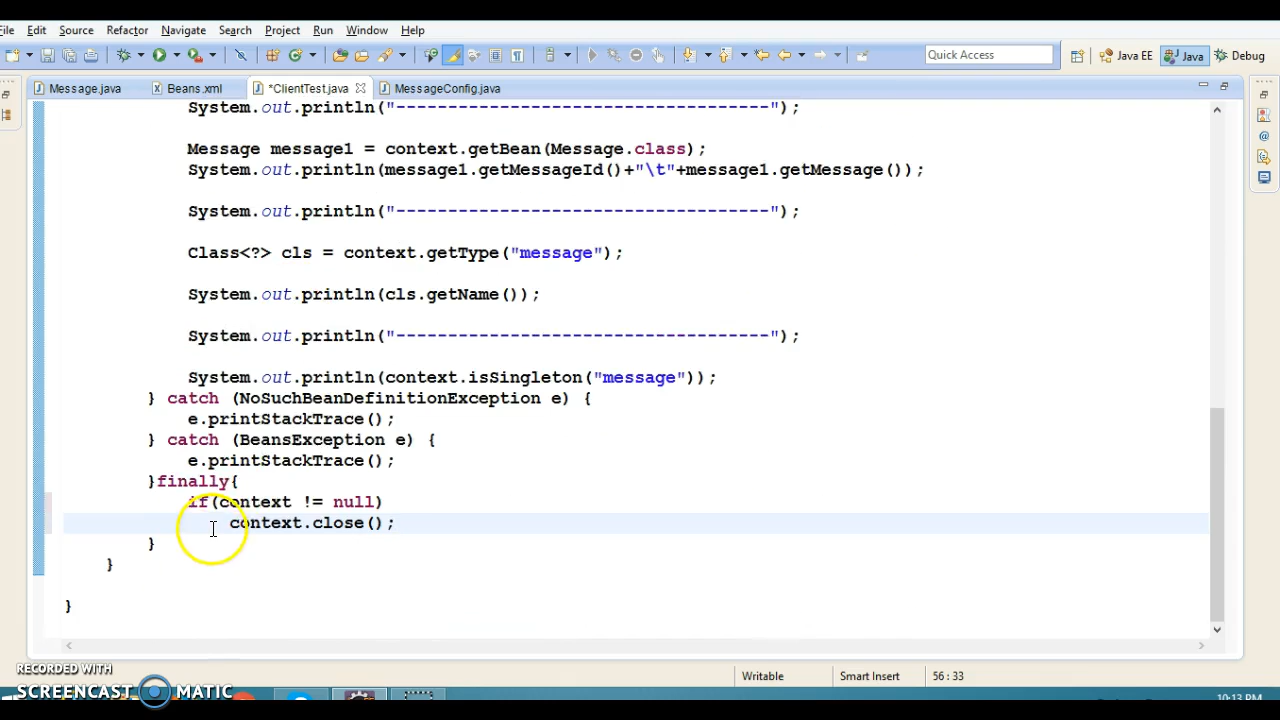 File Edit Source Refactor Navigate Search Project Run Window Help
Quick Access Java EE Java Debug
Message.java Beans.xml *ClientTest.java MessageConfig.java
System.out.println("------------------------------------");
Message message1 = context.getBean(Message.class);
System.out.println(message1.getMessageId()+"\t"+message1.getMessage());
System.out.println("------------------------------------");
Class<?> cls = context.getType("message");
System.out.println(cls.getName());
System.out.println("------------------------------------");
System.out.println(context.isSingleton("message"));
} catch (NoSuchBeanDefinitionException e) {
e.printStackTrace();
} catch (BeansException e) {
e.printStackTrace();
}finally{
if(context != null)
context.close();
}
}
}
Writable Smart Insert 56 : 33
RECORDED WITH
SCREENCAST MATIC
10:13 PM